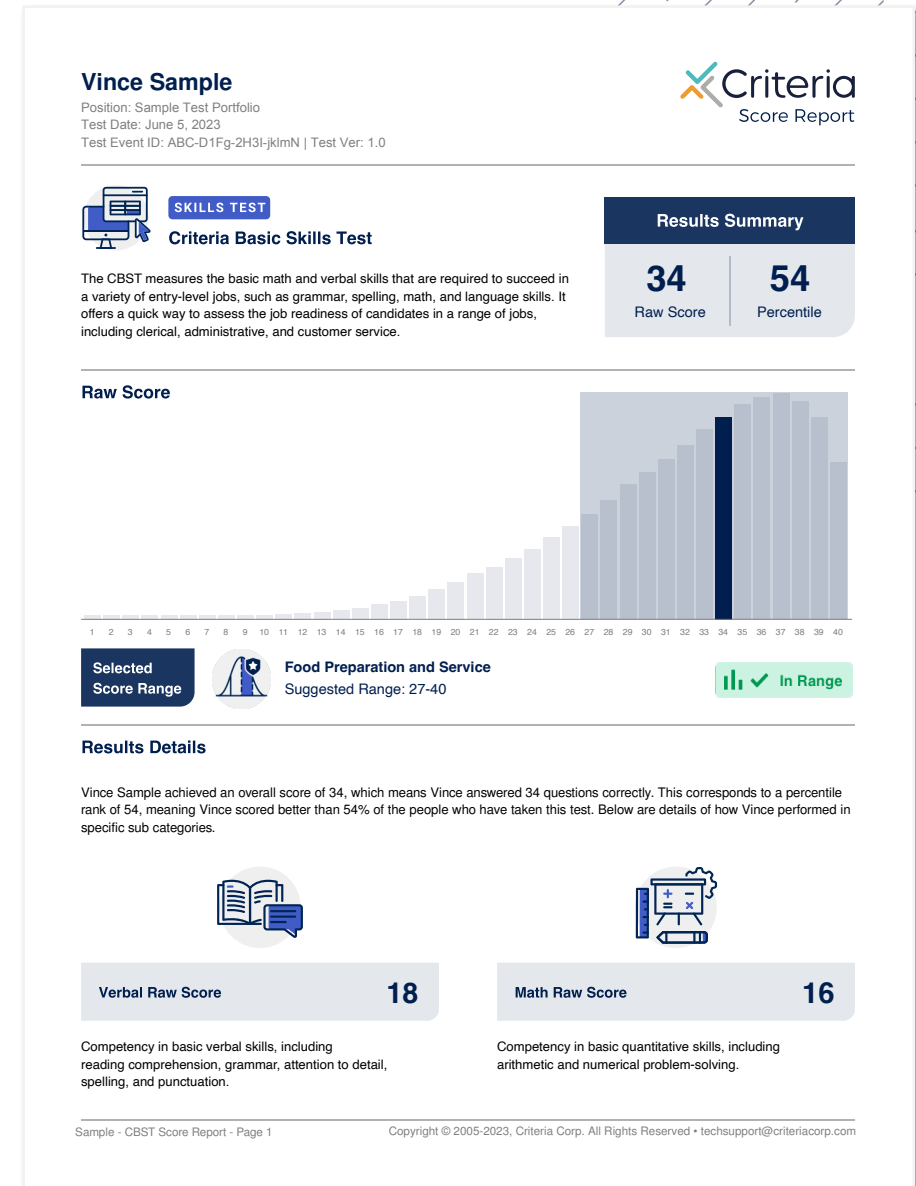 Vince Sample
Position: Sample Test Portfolio
Test Date: June 5, 2023
Test Event ID: ABC-D1Fg-2H3I-jklmN | Test Ver: 1.0
Criteria
Score Report
SKILLS TEST
Criteria Basic Skills Test
The CBST measures the basic math and verbal skills that are required to succeed in
a variety of entry-level jobs, such as grammar, spelling, math, and language skills. It
offers a quick way to assess the job readiness of candidates in a range of jobs,
including clerical, administrative, and customer service.
Results Summary
34 54
Raw Score Percentile
Raw Score
1 2 3 4 5 6 7 8 9 10 11 12 13 14 15 16 17 18 19 20 21 22 23 24 25 26 27 28 29 30 31 32 33 34 35 36 37 38 39 40
Selected
Score Range
Food Preparation and Service
Suggested Range: 27-40
In Range
Results Details
Vince Sample achieved an overall score of 34, which means Vince answered 34 questions correctly. This corresponds to a percentile
rank of 54, meaning Vince scored better than 54% of the people who have taken this test. Below are details of how Vince performed in
specific sub categories.
Verbal Raw Score 18
Competency in basic verbal skills, including
reading comprehension, grammar, attention to detail,
spelling, and punctuation.
Math Raw Score 16
Competency in basic quantitative skills, including
arithmetic and numerical problem-solving.
Sample - CBST Score Report - Page 1
Copyright © 2005-2023, Criteria Corp. All Rights Reserved • techsupport@criteriacorp.com